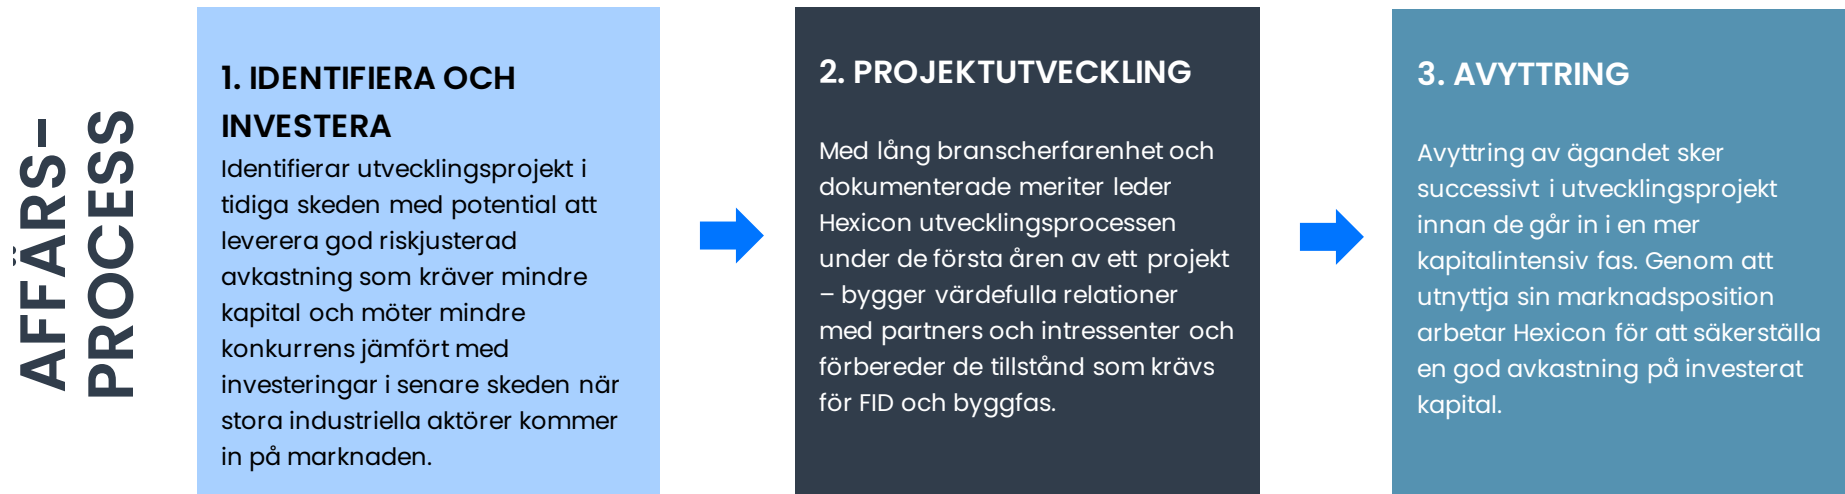 AFFÄRS–
PROCESS
1. IDENTIFIERA OCH
INVESTERA
Identifierar utvecklingsprojekt i
tidiga skeden med potential att
leverera god riskjusterad
avkastning som kräver mindre
kapital och möter mindre
konkurrens jämfört med
investeringar i senare skeden när
stora industriella aktörer kommer
in på marknaden.
2. PROJEKTUTVECKLING
Med lång branscherfarenhet och
dokumenterade meriter leder
Hexicon utvecklingsprocessen
under de första åren av ett projekt
– bygger värdefulla relationer
med partners och intressenter och
förbereder de tillstånd som krävs
för FID och byggfas.
3. AVYTTRING
Avyttring av ägandet sker
successivt i utvecklingsprojekt
innan de går in i en mer
kapitalintensiv fas. Genom att
utnyttja sin marknadsposition
arbetar Hexicon för att säkerställa
en god avkastning på investerat
kapital.